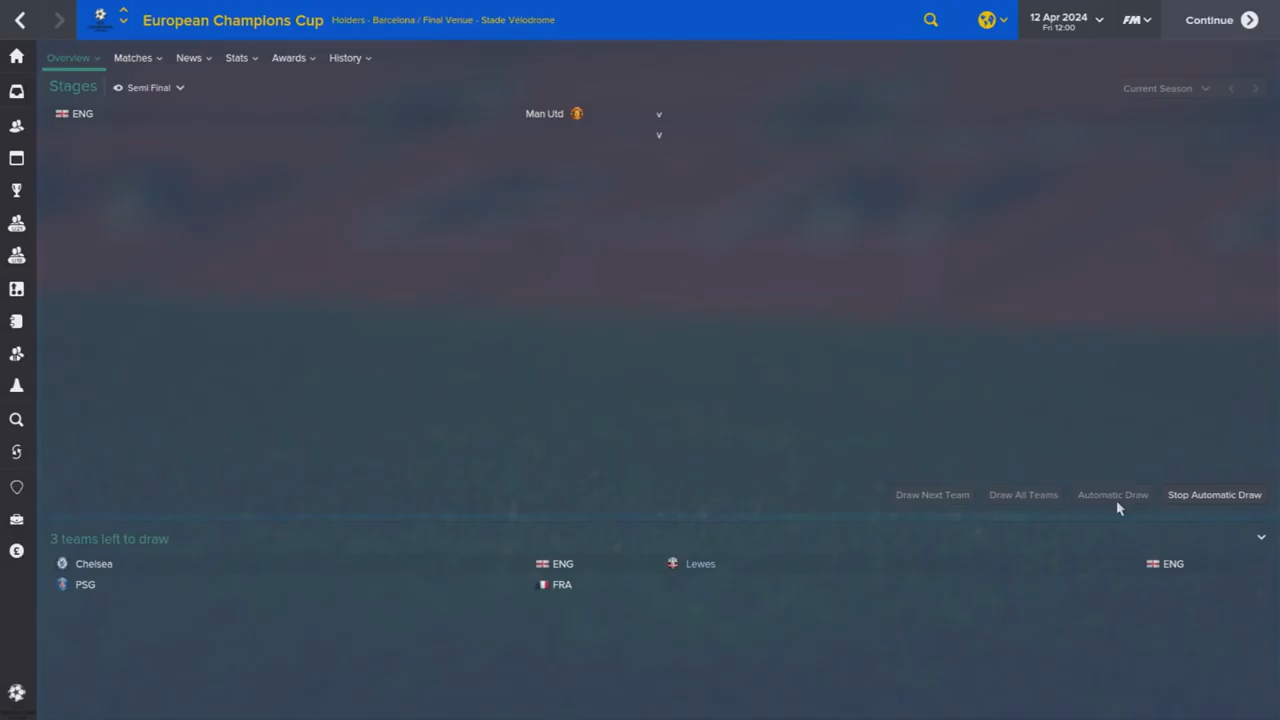 European Champions Cup Holders - Barcelona / Final Venue - Stade Vélodrome 12 Apr 2024 FM Continue
Fri 12:00
Overview Matches News Stats Awards History
Stages Semi Final Current Season
ENG Man Utd v
v
U21
U18
Draw Next Team Draw All Teams Automatic Draw Stop Automatic Draw
3 teams left to draw
Chelsea ENG Lewes ENG
PSG FRA